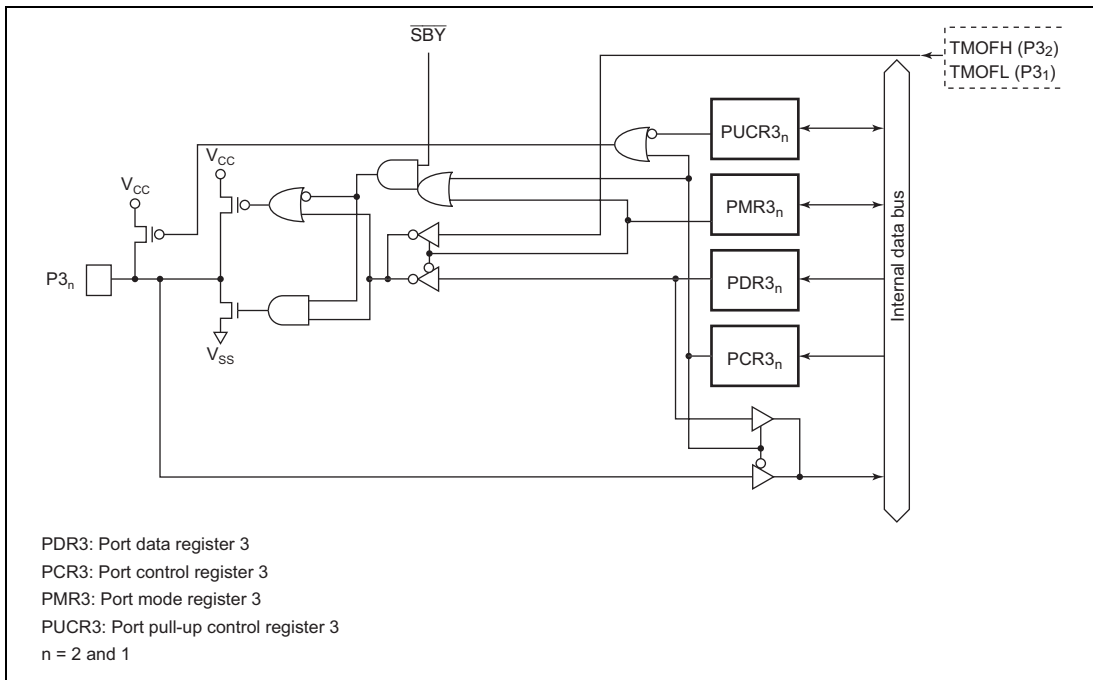 SBY
TMOFH (P32)
TMOFL (P31)
PUCR3n
VCC
VCC
PMR3n
P3n
PDR3n
Internal data bus
VSS
PCR3n
PDR3: Port data register 3
PCR3: Port control register 3
PMR3: Port mode register 3
PUCR3: Port pull-up control register 3
n = 2 and 1